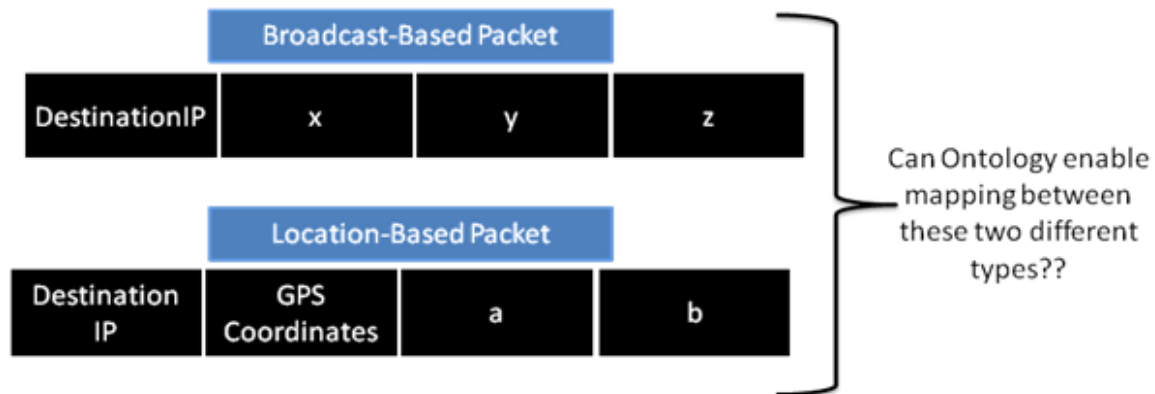 Broadcast-Based Packet
DestinationIP x y z
Can Ontology enable
mapping between
these two different
types??
Location-Based Packet
Destination
IP
GPS
Coordinates
a
b